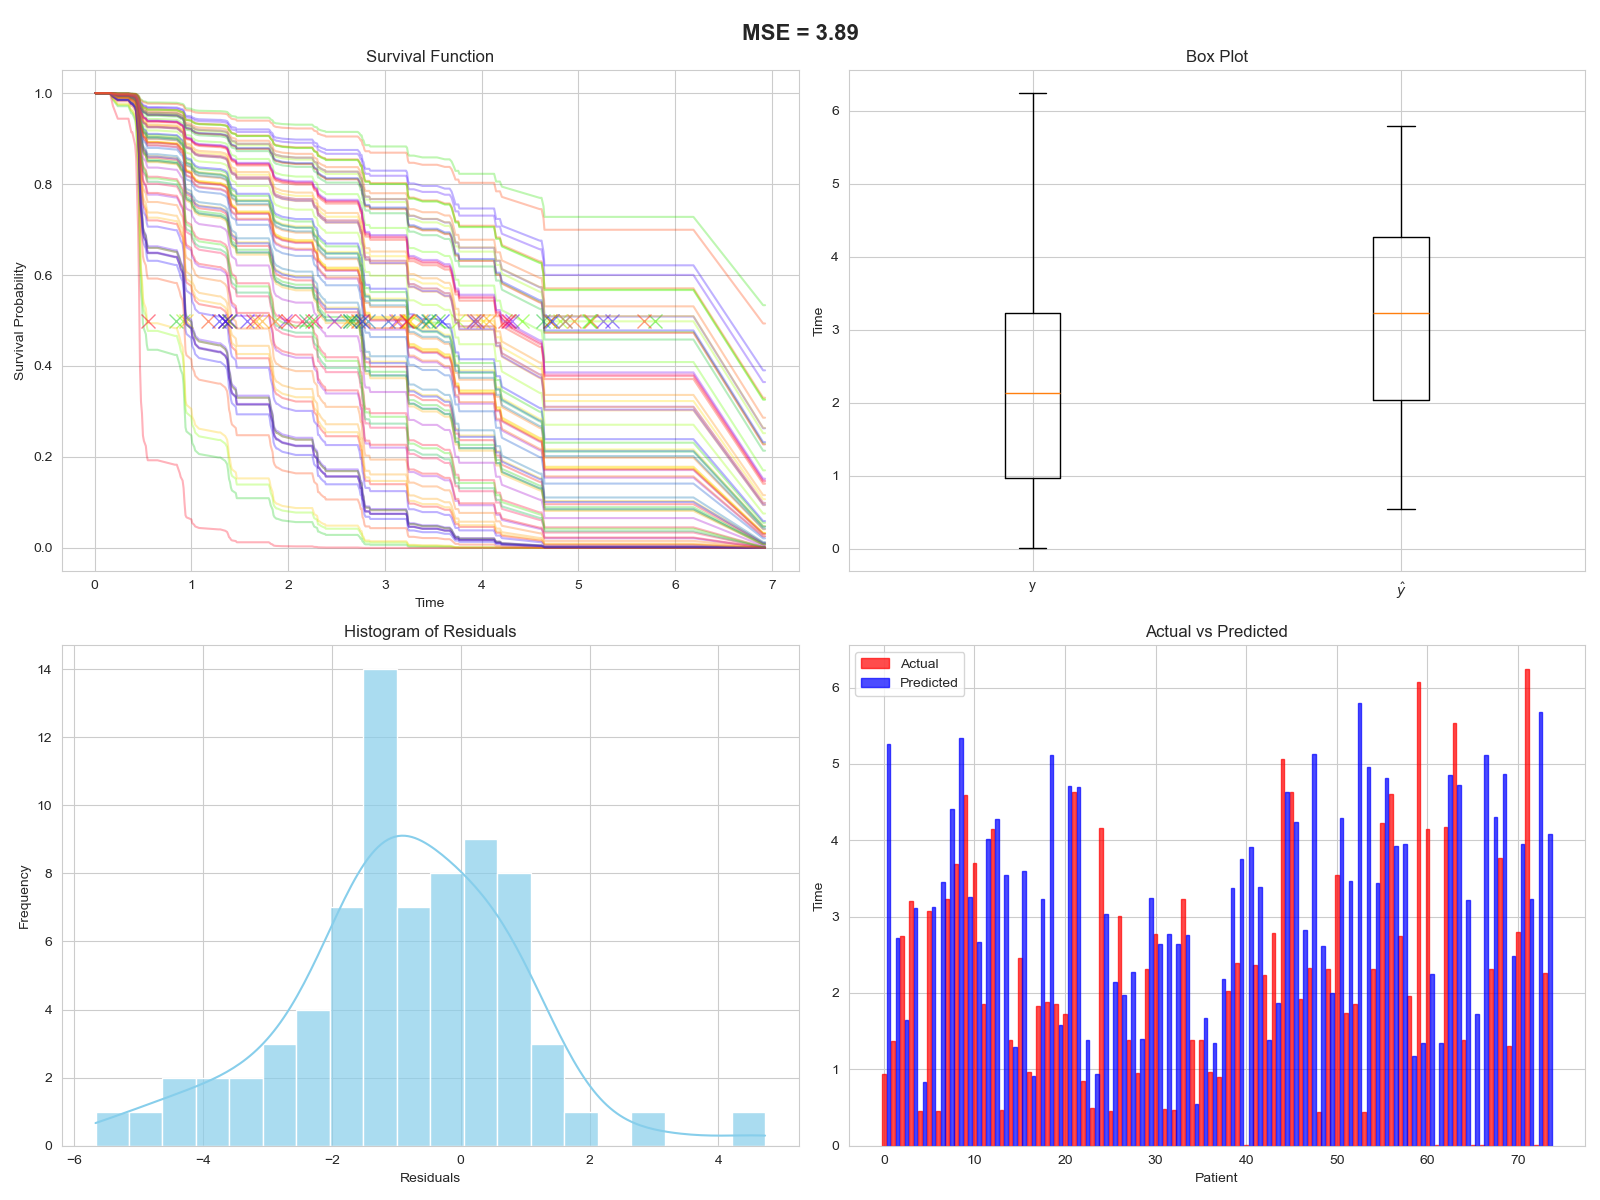 MSE = 3.89
Survival Function
Survival Probability
1.0
0.8
0.6
0.4
0.2
0.0
0 1 2 3 4 5 6 7
Time
Box Plot
Time
6
5
4
3
2
1
0
y ŷ
Histogram of Residuals
Frequency
14
12
10
8
6
4
2
0
−6 −4 −2 0 2 4
Residuals
Actual vs Predicted
Actual
Predicted
Time
6
5
4
3
2
1
0
0 10 20 30 40 50 60 70
Patient